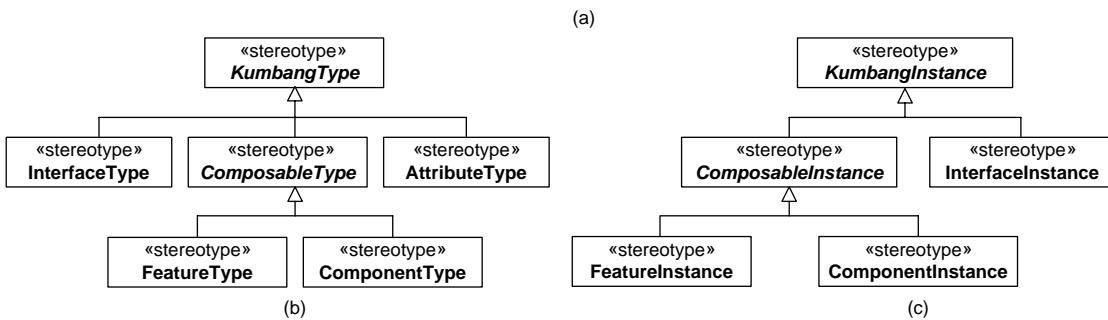 (a)
«stereotype»
KumbangType
«stereotype»
InterfaceType
«stereotype»
ComposableType
«stereotype»
AttributeType
«stereotype»
FeatureType
«stereotype»
ComponentType
(b)
«stereotype»
KumbangInstance
«stereotype»
ComposableInstance
«stereotype»
InterfaceInstance
«stereotype»
FeatureInstance
«stereotype»
ComponentInstance
(c)